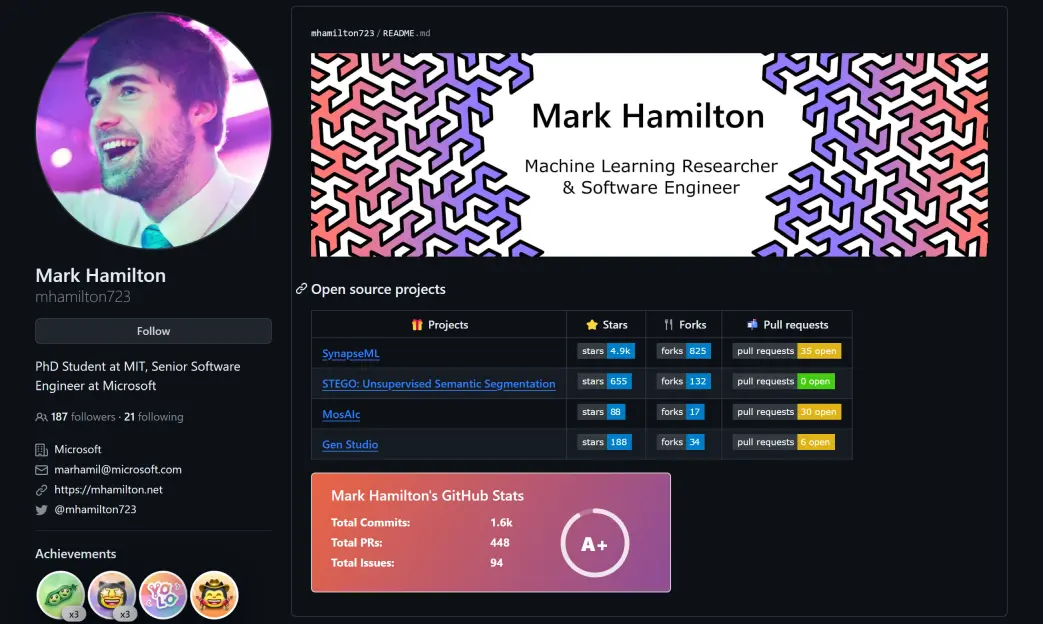 Mark Hamilton
mhamilton723
Follow
PhD Student at MIT, Senior Software
Engineer at Microsoft
187 followers · 21 following
Microsoft
marhamil@microsoft.com
https://mhamilton.net
@mhamilton723
Achievements
x3
x3
YOLO
mhamilton723/README.md
Mark Hamilton
Machine Learning Researcher
& Software Engineer
Open source projects
Projects Stars Forks Pull requests
SynapseML stars 4.9k forks 825 pull requests 35 open
STEGO: Unsupervised Semantic Segmentation stars 655 forks 132 pull requests 0 open
MosAIc stars 88 forks 17 pull requests 30 open
Gen Studio stars 188 forks 34 pull requests 6 open
Mark Hamilton's GitHub Stats
Total Commits: 1.6k
Total PRs: 448
Total Issues: 94
A+